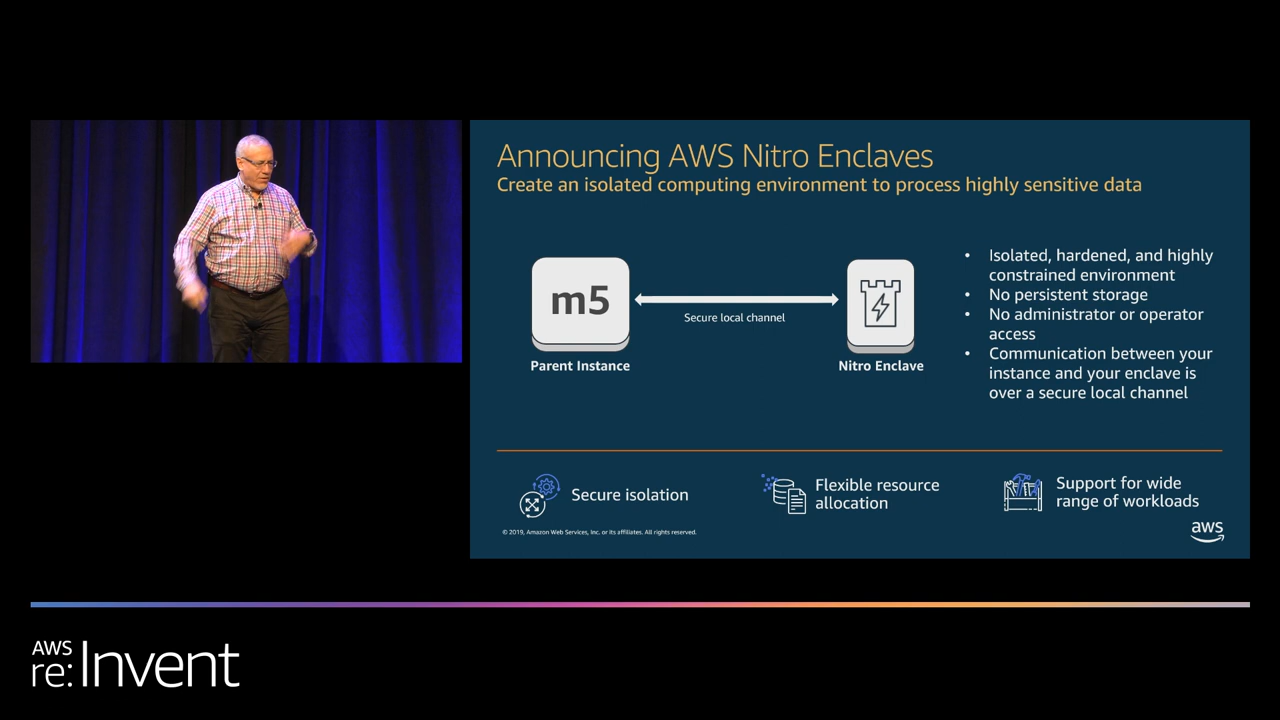 Announcing AWS Nitro Enclaves
Create an isolated computing environment to process highly sensitive data
m5
Secure local channel
Parent Instance
Nitro Enclave
• Isolated, hardened, and highly
constrained environment
• No persistent storage
• No administrator or operator
access
• Communication between your
instance and your enclave is
over a secure local channel
Secure isolation
Flexible resource
allocation
Support for wide
range of workloads
© 2019, Amazon Web Services, Inc. or its affiliates. All rights reserved.
aws
AWS
re:Invent